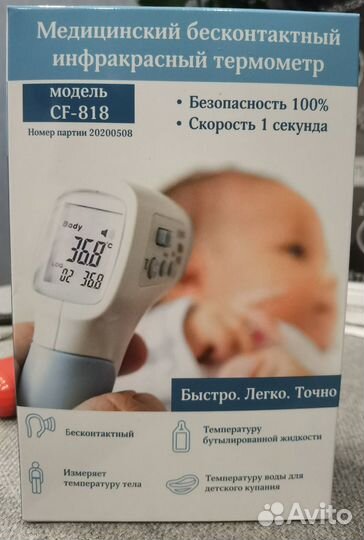 Медицинский бесконтактный
инфракрасный термометр
модель
CF-818
Номер партии 20200508
• Безопасность 100%
• Скорость 1 секунда
Body
36.8 °C
LOG
02 36.8
Быстро. Легко. Точно
Бесконтактный
Температуру
бутылированной жидкости
Измеряет
температуру тела
Температуру воды для
детского купания
Avito